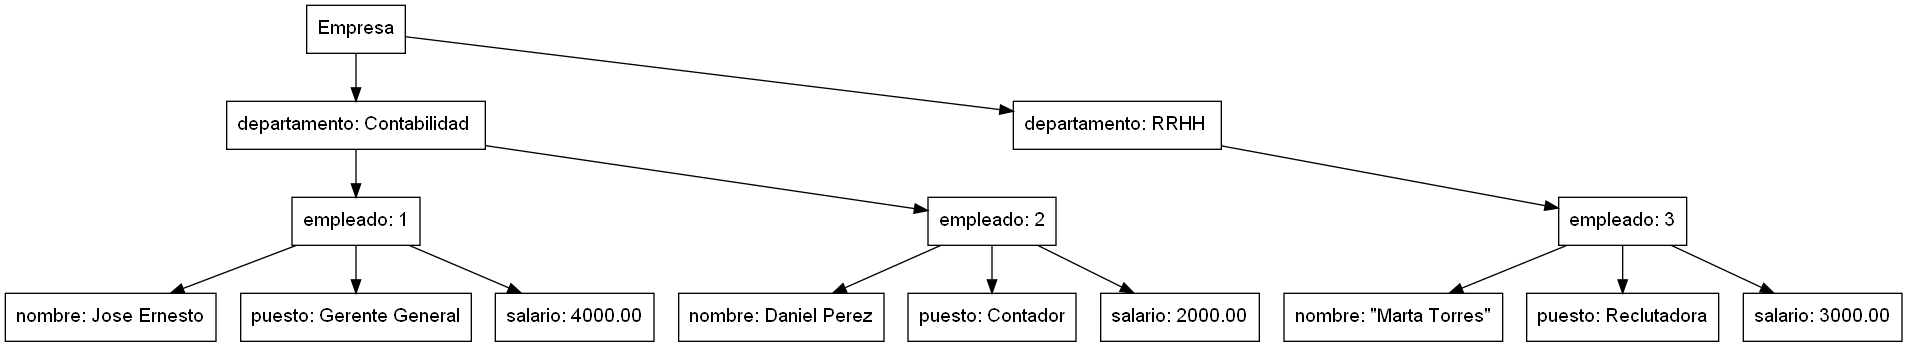 Empresa
departamento: Contabilidad
departamento: RRHH
empleado: 1
empleado: 2
empleado: 3
nombre: Jose Ernesto
puesto: Gerente General
salario: 4000.00
nombre: Daniel Perez
puesto: Contador
salario: 2000.00
nombre: "Marta Torres"
puesto: Reclutadora
salario: 3000.00